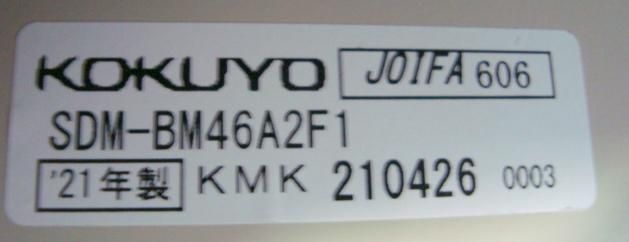 KOKUYO JOIFA 606
SDM-BM46A2F1
'21年製 KMK 210426 0003